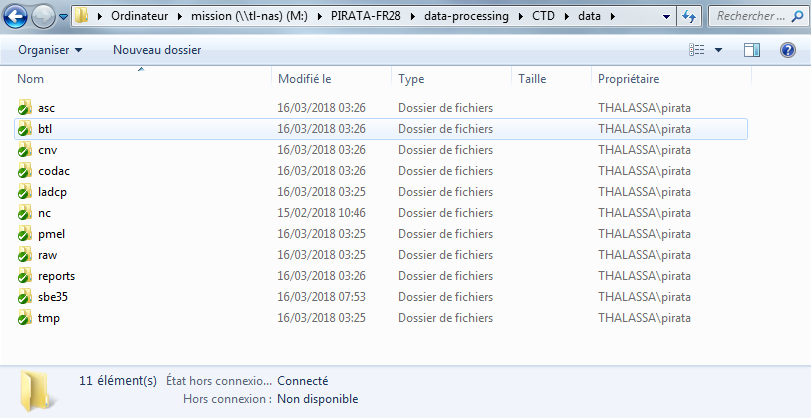 Ordinateur ▸ mission (\\tl-nas) (M:) ▸ PIRATA-FR28 ▸ data-processing ▸ CTD ▸ data ▸ Rechercher ...
Organiser ▾ Nouveau dossier
Nom Modifié le Type Taille Propriétaire
asc 16/03/2018 03:26 Dossier de fichiers THALASSA\pirata
btl 16/03/2018 03:26 Dossier de fichiers THALASSA\pirata
cnv 16/03/2018 03:26 Dossier de fichiers THALASSA\pirata
codac 16/03/2018 03:26 Dossier de fichiers THALASSA\pirata
ladcp 16/03/2018 03:25 Dossier de fichiers THALASSA\pirata
nc 15/02/2018 10:46 Dossier de fichiers THALASSA\pirata
pmel 16/03/2018 03:25 Dossier de fichiers THALASSA\pirata
raw 16/03/2018 03:25 Dossier de fichiers THALASSA\pirata
reports 16/03/2018 03:26 Dossier de fichiers THALASSA\pirata
sbe35 16/03/2018 07:53 Dossier de fichiers THALASSA\pirata
tmp 16/03/2018 03:25 Dossier de fichiers THALASSA\pirata
11 élément(s) État hors connexio... Connecté
Hors connexion : Non disponible